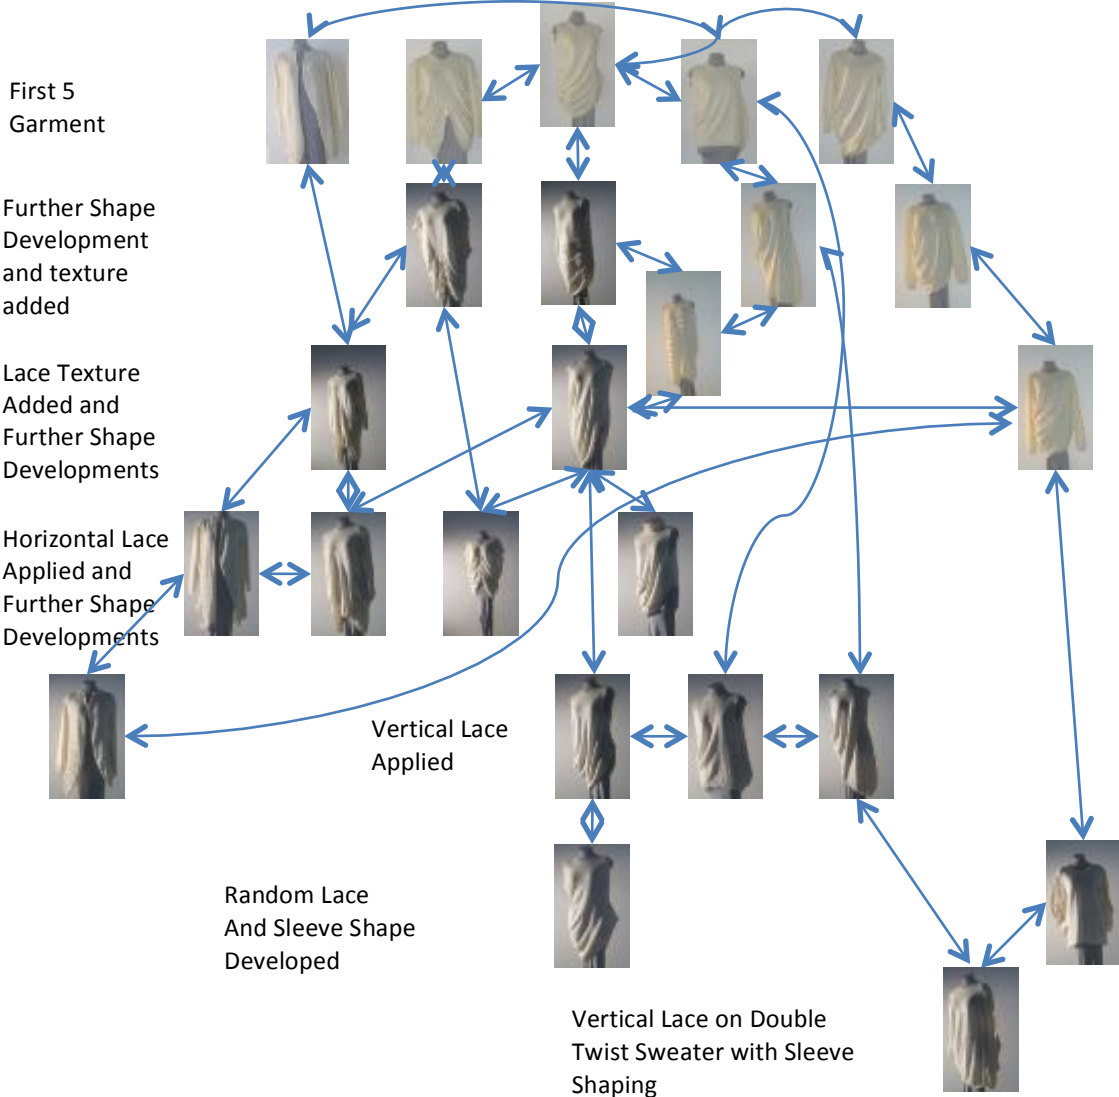 First 5
Garment
Further Shape
Development
and texture
added
Lace Texture
Added and
Further Shape
Developments
Horizontal Lace
Applied and
Further Shape
Developments
Vertical Lace
Applied
Random Lace
And Sleeve Shape
Developed
Vertical Lace on Double
Twist Sweater with Sleeve
Shaping